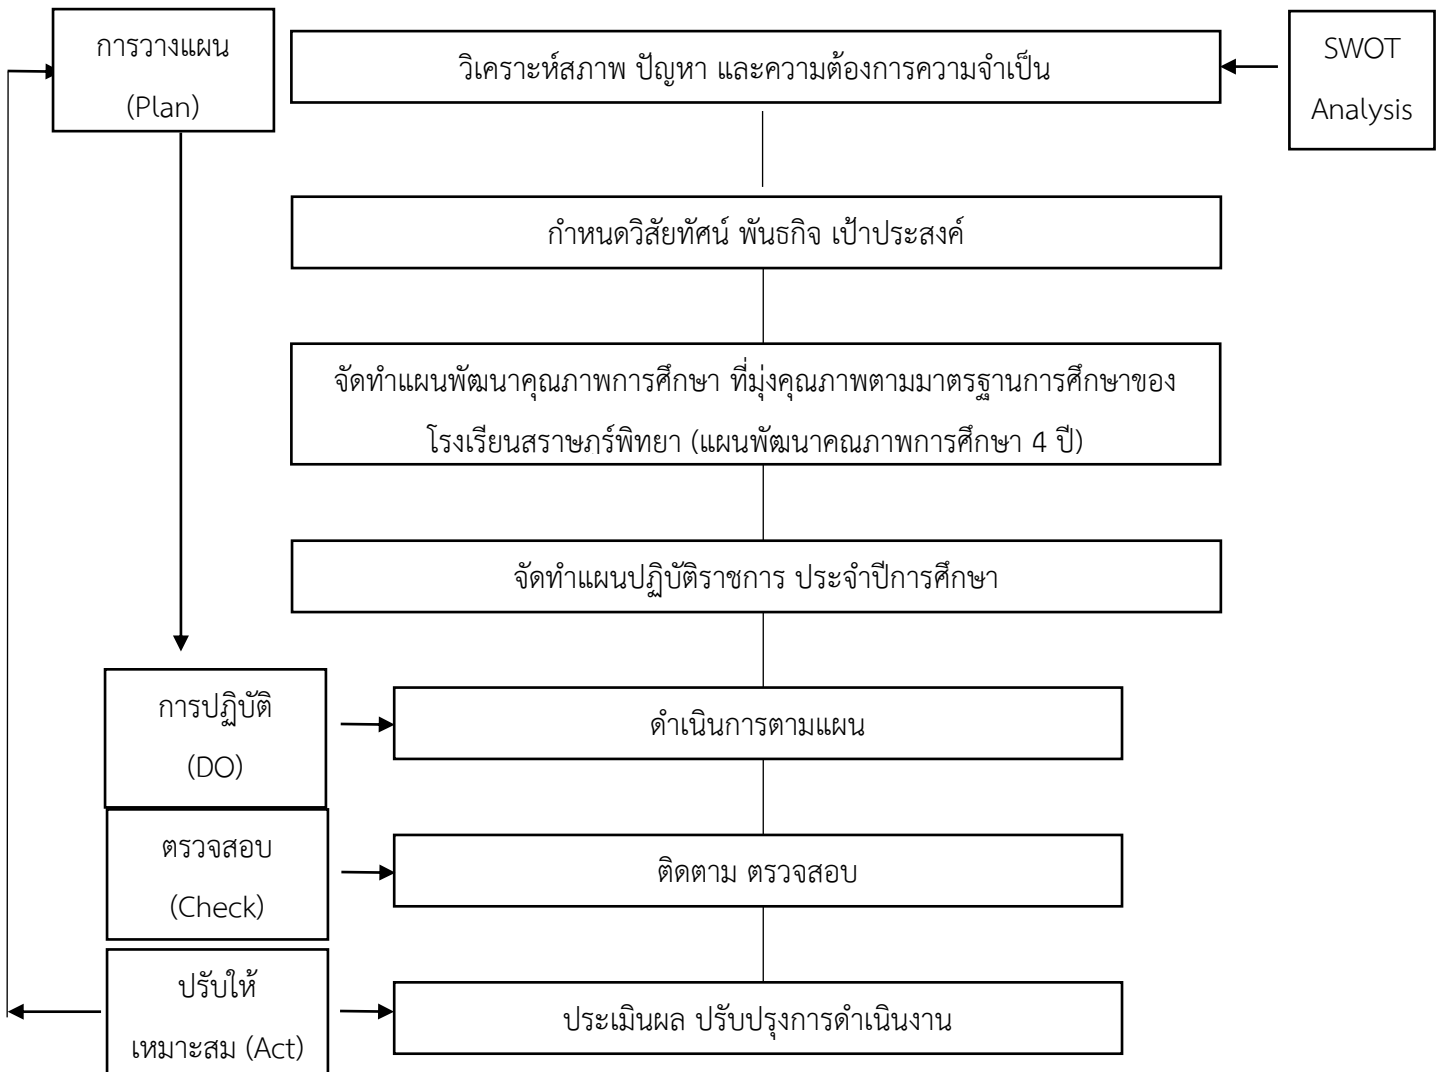 การวางแผน
(Plan)
วิเคราะห์สภาพ ปัญหา และความต้องการความจำเป็น
SWOT
Analysis
กำหนดวิสัยทัศน์ พันธกิจ เป้าประสงค์
จัดทำแผนพัฒนาคุณภาพการศึกษา ที่มุ่งคุณภาพตามมาตรฐานการศึกษาของ
โรงเรียนสุราษฎร์พิทยา (แผนพัฒนาคุณภาพการศึกษา 4 ปี)
จัดทำแผนปฏิบัติราชการ ประจำปีการศึกษา
การปฏิบัติ
(DO)
ดำเนินการตามแผน
ตรวจสอบ
(Check)
ติดตาม ตรวจสอบ
ปรับให้
เหมาะสม (Act)
ประเมินผล ปรับปรุงการดำเนินงาน